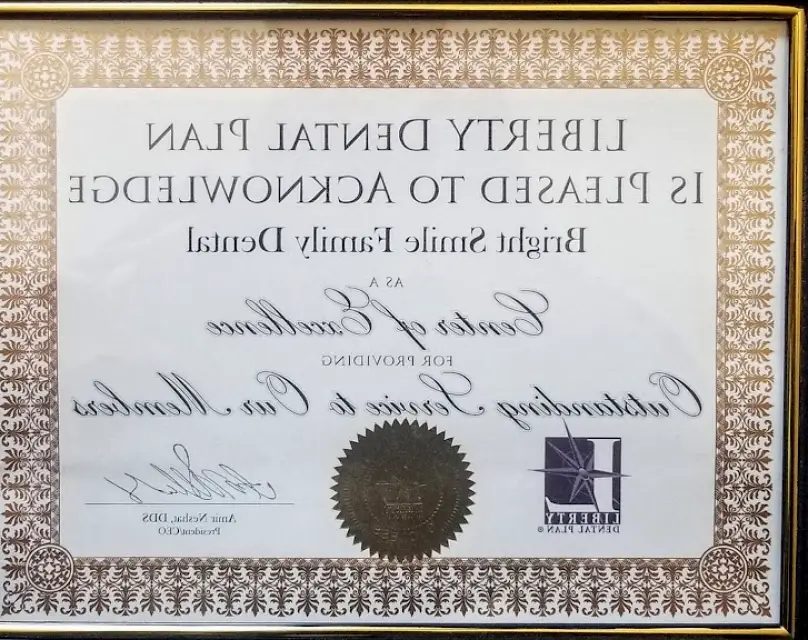 LIBERTY DENTAL PLAN
IS PLEASED TO ACKNOWLEDGE
Bright Smile Family Dental
AS A
Center of Excellence
FOR PROVIDING
Outstanding Service to Our Members
LIBERTY
DENTAL PLAN®
Amir Neshat, DDS
President/CEO